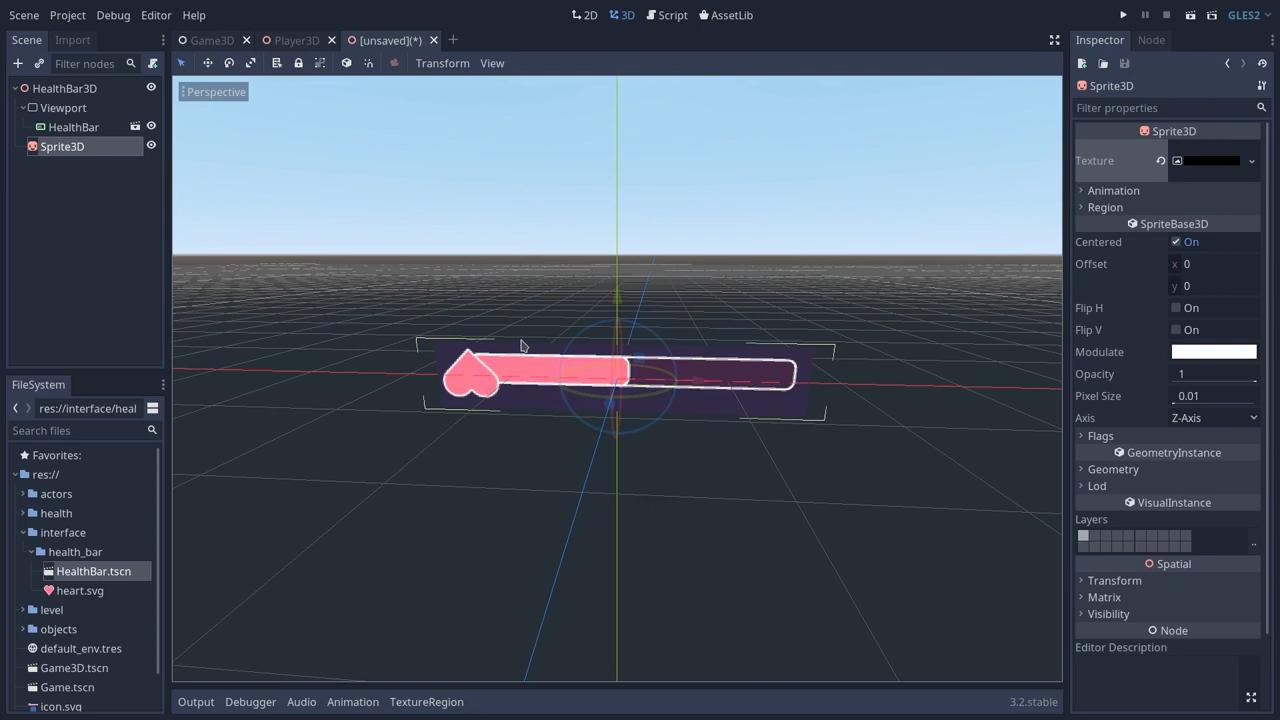 Scene Project Debug Editor Help 2D 3D Script AssetLib GLES2
Scene Import Game3D Player3D [unsaved](*) Inspector Node
Filter nodes Transform View
Perspective Sprite3D
HealthBar3D
Viewport Filter properties
HealthBar Sprite3D
Sprite3D Texture
Animation
Region
SpriteBase3D
Centered On
Offset x 0
y 0
Flip H On
Flip V On
Modulate
Opacity 1
FileSystem Pixel Size 0.01
res://interface/heal Axis Z-Axis
Search files Flags
Favorites: GeometryInstance
res:// Geometry
actors Lod
health VisualInstance
interface Layers
health_bar ..
HealthBar.tscn Spatial
heart.svg Transform
Matrix
level Visibility
objects Node
default_env.tres Editor Description
Game3D.tscn
Game.tscn
icon.svg Output Debugger Audio Animation TextureRegion 3.2.stable